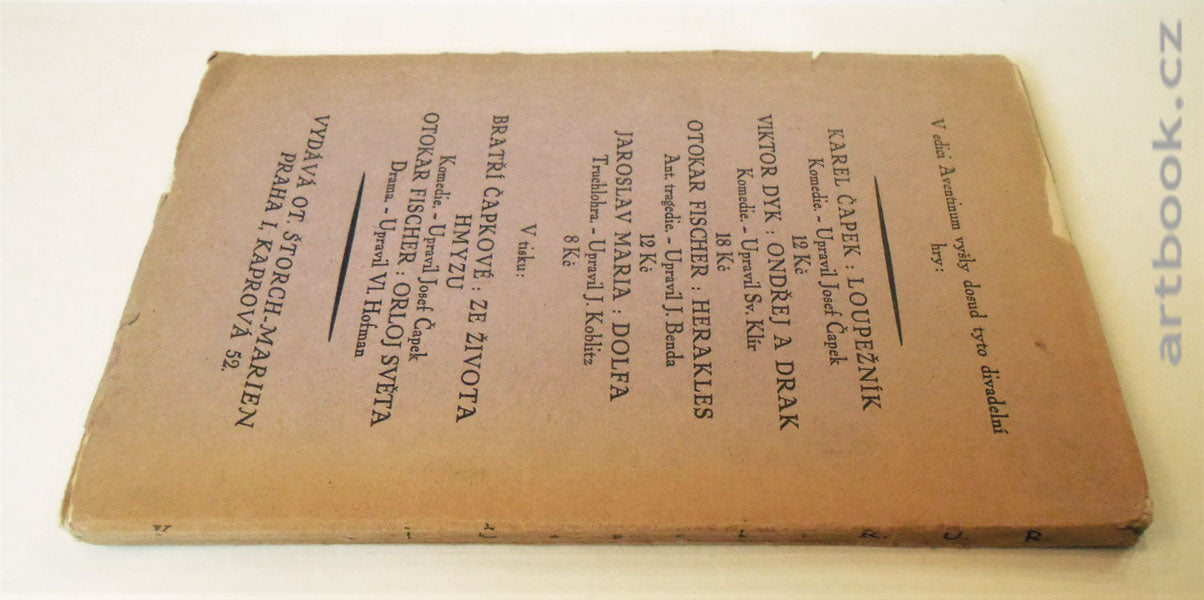 V edici Aventinum vyšly dosud tyto divadelní
hry:
KAREL ČAPEK : LOUPEŽNÍK
Komedie. – Upravil Josef Čapek
12 Kč
VIKTOR DYK : ONDŘEJ A DRAK
Komedie. – Upravil Sv. Klír
18 Kč
OTOKAR FISCHER : HERAKLES
Ant. tragedie. – Upravil J. Benda
12 Kč
JAROSLAV MARIA : DOLFA
Truchlohra. – Upravil J. Koblitz
8 Kč
V tisku:
BRATŘÍ ČAPKOVÉ : ZE ŽIVOTA
HMYZU
Komedie. – Upravil Josef Čapek
OTOKAR FISCHER : ORLOJ SVĚTA
Drama. – Upravil Vl. Hofman
VYDÁVÁ OT. ŠTORCH-MARIEN
PRAHA I, KAPROVÁ 52.
artbook.cz